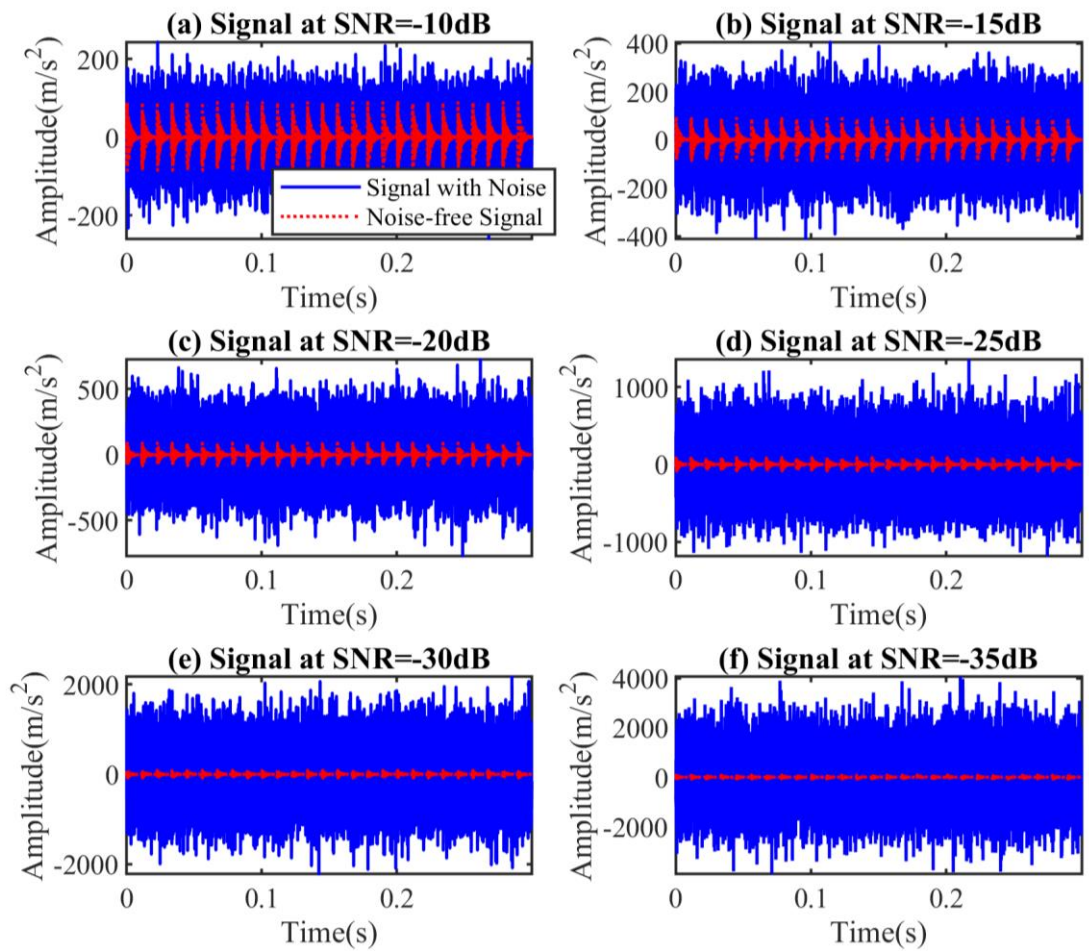 (a) Signal at SNR=-10dB
Amplitude(m/s²)
200
0
-200
Signal with Noise
Noise-free Signal
0 0.1 0.2
Time(s)
(b) Signal at SNR=-15dB
Amplitude(m/s²)
400
200
0
-200
-400
0 0.1 0.2
Time(s)
(c) Signal at SNR=-20dB
Amplitude(m/s²)
500
0
-500
0 0.1 0.2
Time(s)
(d) Signal at SNR=-25dB
Amplitude(m/s²)
1000
0
-1000
0 0.1 0.2
Time(s)
(e) Signal at SNR=-30dB
Amplitude(m/s²)
2000
0
-2000
0 0.1 0.2
Time(s)
(f) Signal at SNR=-35dB
Amplitude(m/s²)
4000
2000
0
-2000
0 0.1 0.2
Time(s)